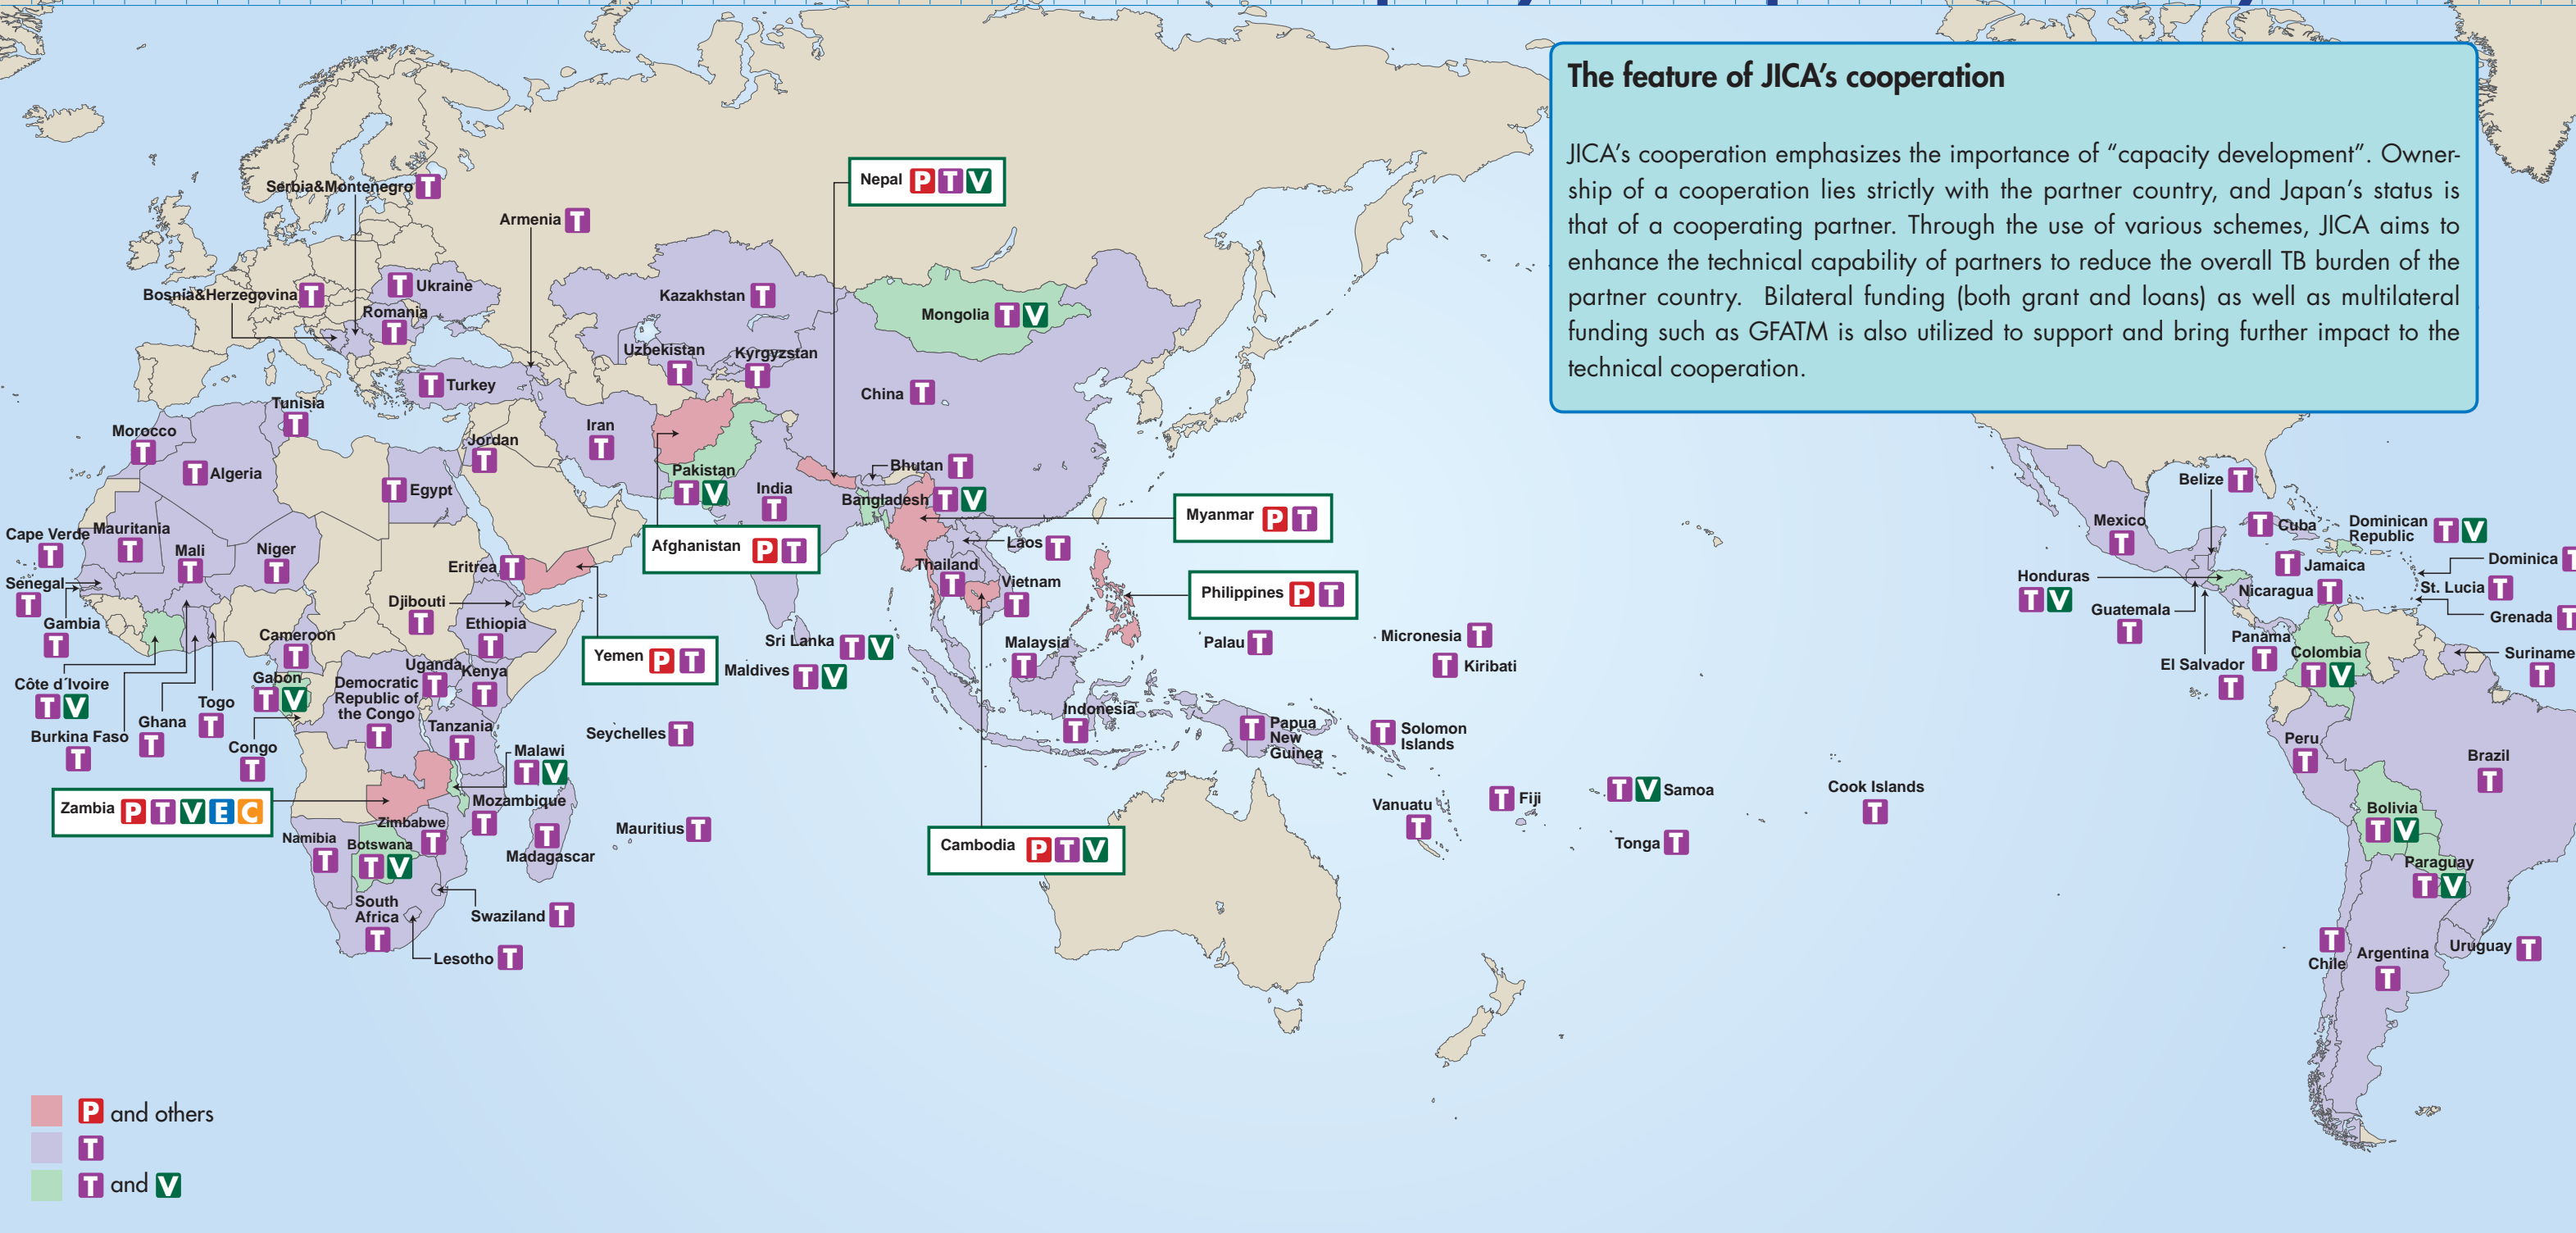 The feature of JICA's cooperation
JICA's cooperation emphasizes the importance of “capacity development”. Owner-
ship of a cooperation lies strictly with the partner country, and Japan's status is
that of a cooperating partner. Through the use of various schemes, JICA aims to
enhance the technical capability of partners to reduce the overall TB burden of the
partner country. Bilateral funding (both grant and loans) as well as multilateral
funding such as GFATM is also utilized to support and bring further impact to the
technical cooperation.
Nepal P T V
Serbia&Montenegro T
Armenia T
T Ukraine
Bosnia&Herzegovina T
Romania
T
Kazakhstan T
Mongolia T V
Uzbekistan
T
Kyrgyzstan
T
T Turkey
China T
Tunisia
T
Morocco
T
T Algeria
Iran
T
Jordan
T
T Egypt
Pakistan
T V
India
T
Bhutan T
Bangladesh T V
Myanmar P T
Afghanistan P T
Laos T
Thailand
T
Vietnam
T
Philippines P T
Cape Verde
T
Mauritania
T
Mali
T
Niger
T
Senegal
T
Gambia
T
Eritrea T
Djibouti
T
Ethiopia
T
Yemen P T
Cameroon
T
Côte d´Ivoire
T V
Burkina Faso
T
Ghana
T
Togo
T
Gabon
T V
Congo
T
Democratic
Republic of
the Congo
T
Uganda
T
Kenya
T
Tanzania
T
Malawi
T V
Seychelles T
Zambia P T V E C
Mozambique
T
Zimbabwe
T
Namibia
T
Botswana
T V
Madagascar
T
Mauritius T
South
Africa
T
Swaziland T
Lesotho T
Sri Lanka T V
Maldives T V
Malaysia
T
Indonesia
T
Palau T
Micronesia T
T Kiribati
T Papua
New
Guinea
T Solomon
Islands
Cambodia P T V
Vanuatu
T
T Fiji
T V Samoa
Tonga T
Cook Islands
T
Belize T
Mexico
T
T Cuba
Dominican
Republic T V
Dominica T
T Jamaica
St. Lucia T
Honduras
T V
Nicaragua T
Grenada T
Guatemala
T
El Salvador
T
Panama
T
Colombia
T V
Suriname
T
Peru
T
Brazil
T
Bolivia
T V
Paraguay
T V
T
Chile
Argentina
T
Uruguay T
P and others
T
T and V